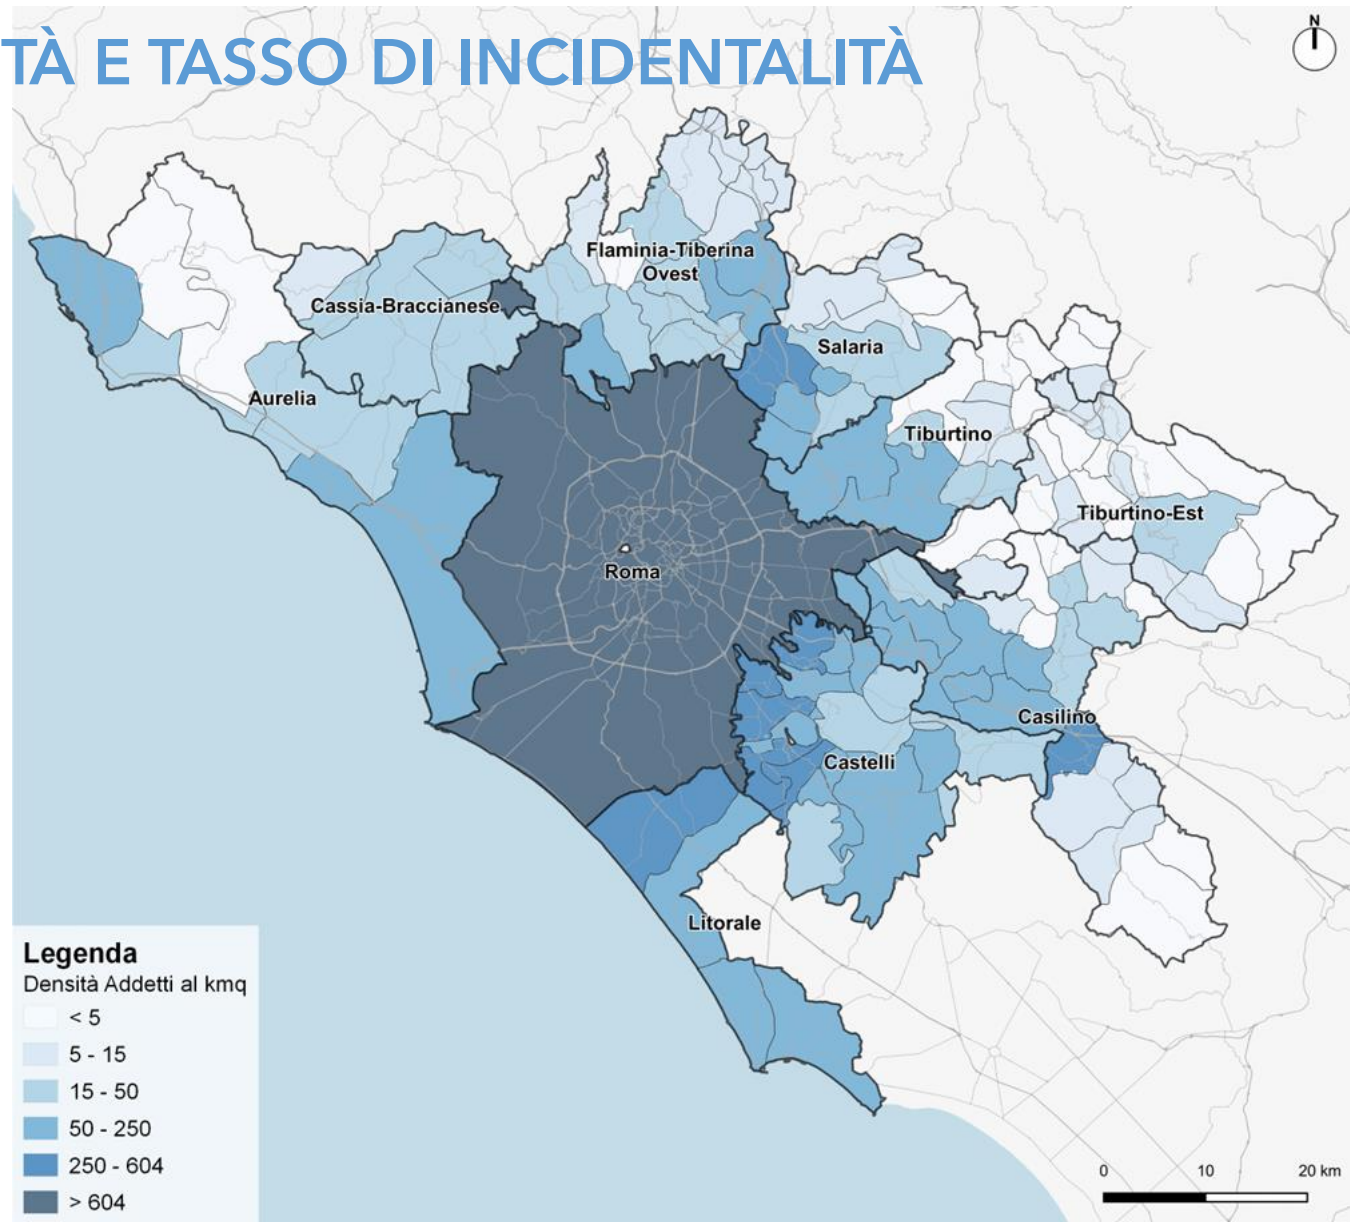 TÀ E TASSO DI INCIDENTALITÀ
N
Flaminia-Tiberina
Ovest
Cassia-Braccianese
Salaria
Aurelia
Tiburtino
Tiburtino-Est
Roma
Casilino
Castelli
Litorale
Legenda
Densità Addetti al kmq
< 5
5 - 15
15 - 50
50 - 250
250 - 604
> 604
0 10 20 km